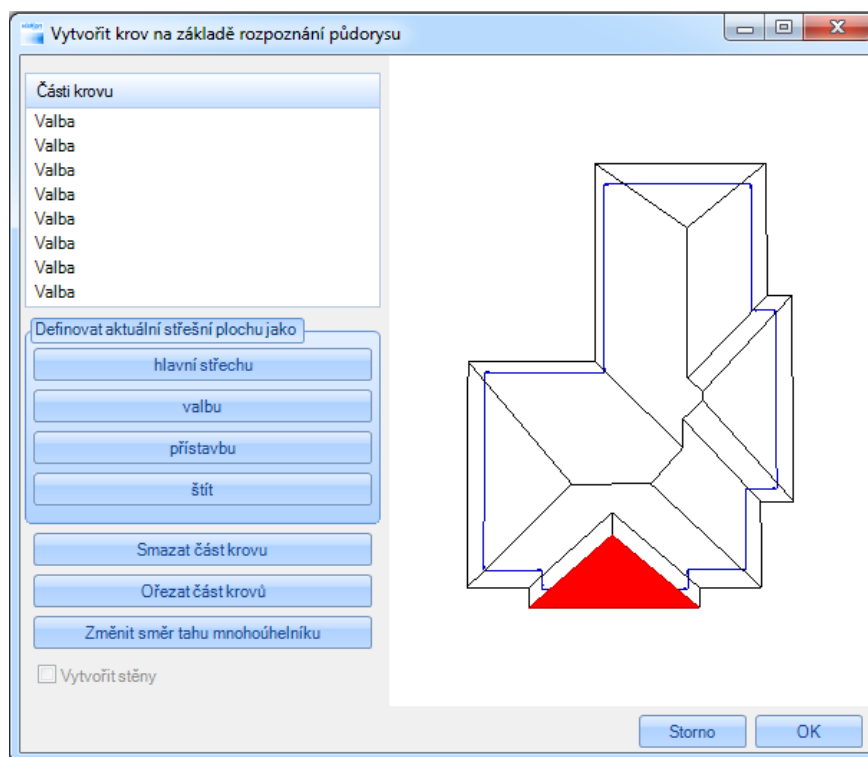 Vytvořit krov na základě rozpoznání půdorysu
Části krovu
Valba
Valba
Valba
Valba
Valba
Valba
Valba
Valba
Definovat aktuální střešní plochu jako
hlavní střechu
valbu
přístavbu
štít
Smazat část krovu
Ořezat část krovů
Změnit směr tahu mnohoúhelníku
Vytvořit stěny
Storno
OK